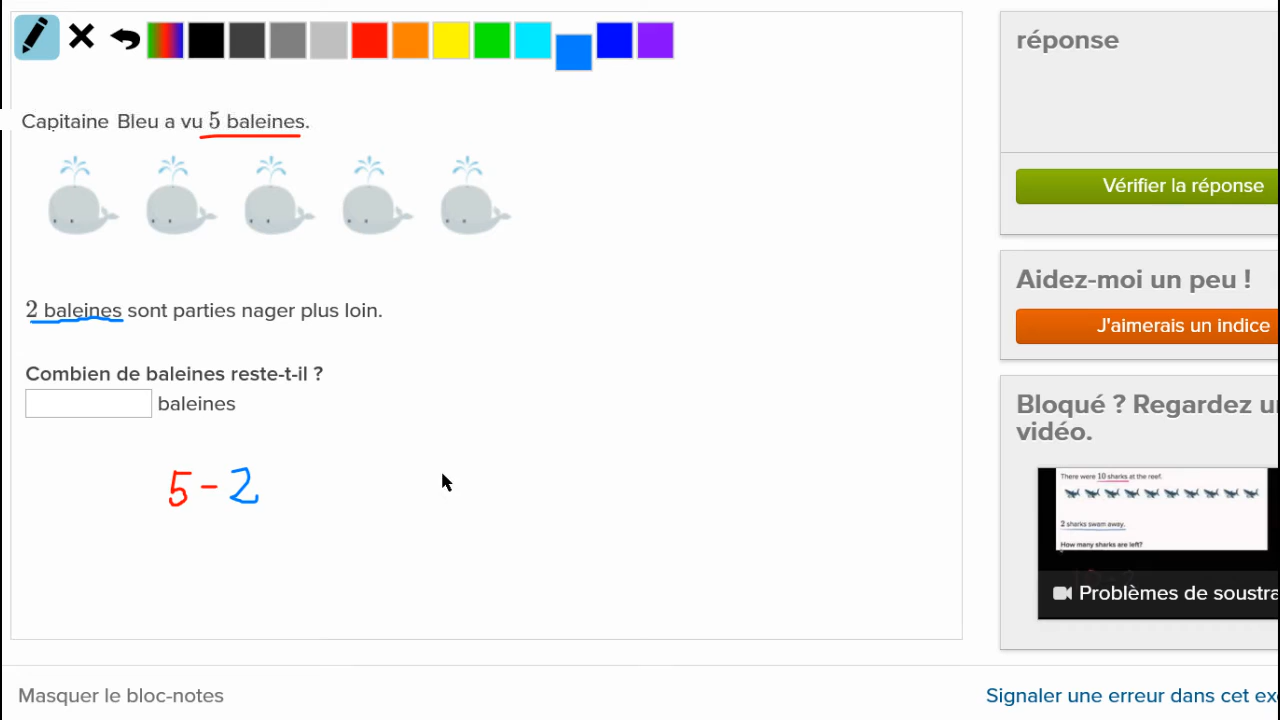 Capitaine Bleu a vu 5 baleines.
2 baleines sont parties nager plus loin.
Combien de baleines reste-t-il ?
baleines
5 - 2
Masquer le bloc-notes
réponse
Vérifier la réponse
Aidez-moi un peu !
J'aimerais un indice
Bloqué ? Regardez
vidéo.
There were 10 sharks at the reef.
2 sharks swam away.
How many sharks are left?
Problèmes de soustra
Signaler une erreur dans cet ex